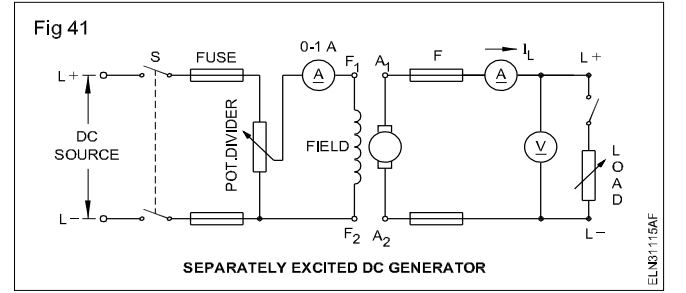 Fig 41
S
FUSE
0-1 A
F1
A1
F
IL
L+
L+
A
A
DC
SOURCE
POT.DIVIDER
FIELD
V
LOAD
L−
F2
A2
L−
SEPARATELY EXCITED DC GENERATOR
ELN31115AF